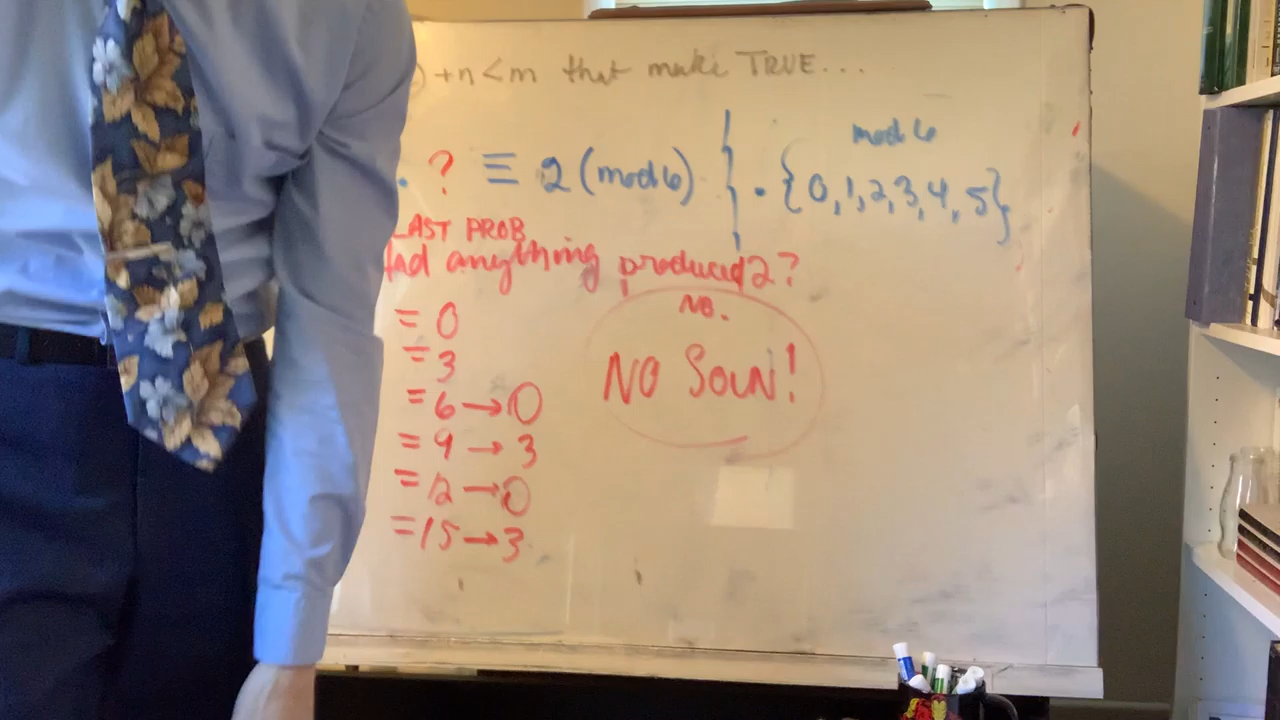 ) + n < m that make TRUE...
mod 6
. ? ≡ 2 (mod 6) } . {0, 1, 2, 3, 4, 5}
LAST PROB
had anything produced 2?
NO.
NO SOLN!
= 0
= 3
= 6 → 0
= 9 → 3
= 12 → 0
= 15 → 3